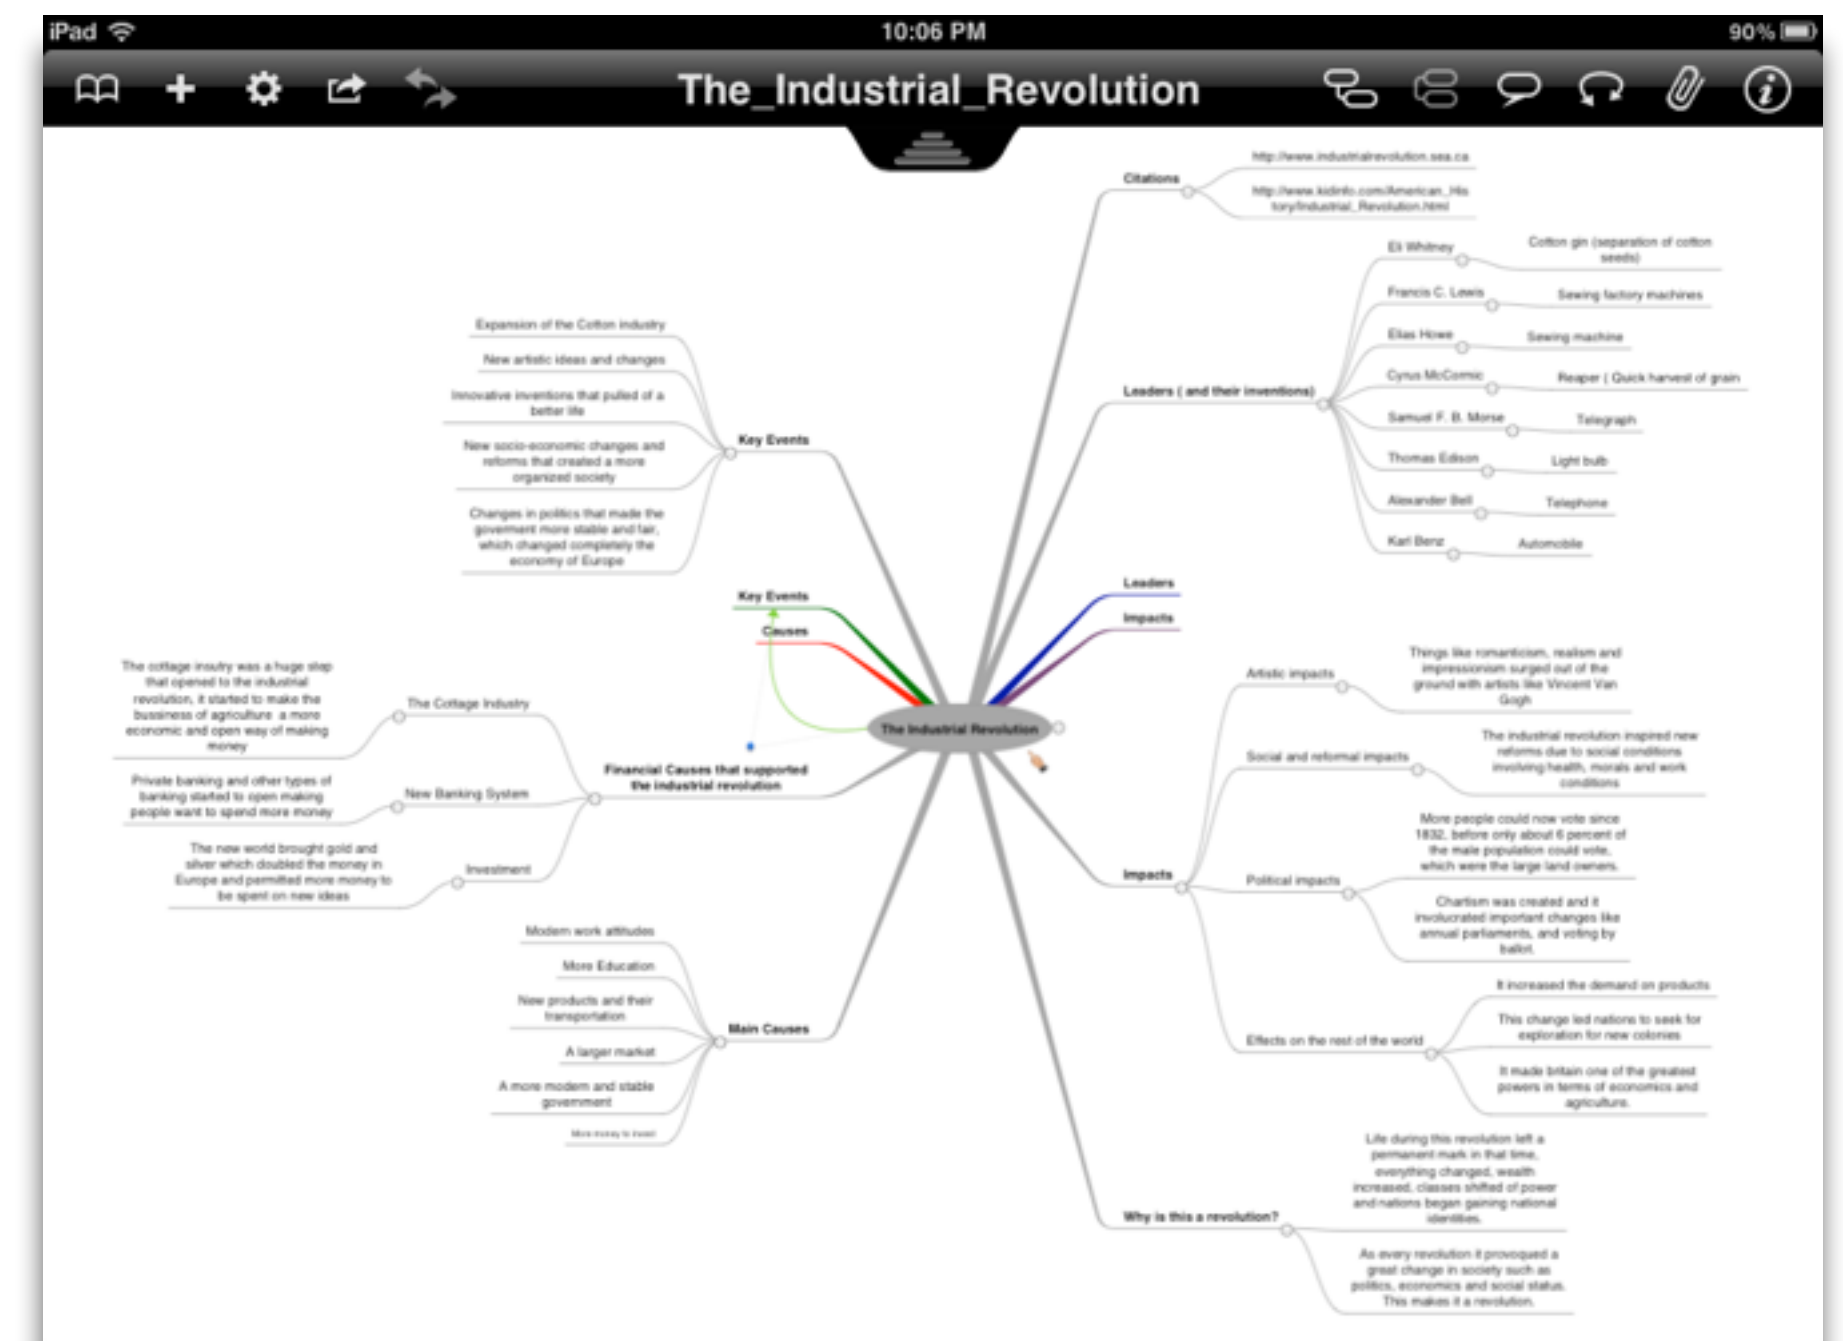 iPad
10:06 PM
90%
The_Industrial_Revolution
Citations
http://www.industrialrevolution.sea.ca
http://www.kidinfo.com/American_His
tory/Industrial_Revolution.html
Leaders ( and their inventions)
Eli Whitney
Cotton gin (separation of cotton
seeds)
Francis C. Lewis
Sewing factory machines
Elias Howe
Sewing machine
Cyrus McCormic
Reaper ( Quick harvest of grain
Samuel F. B. Morse
Telegraph
Thomas Edison
Light bulb
Alexander Bell
Telephone
Karl Benz
Automobile
Expansion of the Cotton industry
New artistic ideas and changes
Innovative inventions that pulled of a
better life
New socio-economic changes and
reforms that created a more
organized society
Changes in politics that made the
goverment more stable and fair,
which changed completely the
economy of Europe
Key Events
Key Events
Causes
Leaders
Impacts
The Industrial Revolution
The cottage insutry was a huge step
that opened to the industrial
revolution, it started to make the
bussiness of agriculture a more
economic and open way of making
money
The Cottage Industry
Private banking and other types of
banking started to open making
people want to spend more money
New Banking System
The new world brought gold and
silver which doubled the money in
Europe and permitted more money to
be spent on new ideas
Investment
Financial Causes that supported
the industrial revolution
Modern work attitudes
More Education
New products and their
transportation
A larger market
A more modern and stable
government
More money to invest
Main Causes
Impacts
Artistic impacts
Things like romanticism, realism and
impressionism surged out of the
ground with artists like Vincent Van
Gogh
Social and reformal impacts
The industrial revolution inspired new
reforms due to social conditions
involving health, morals and work
conditions
Political impacts
More people could now vote since
1832, before only about 6 percent of
the male population could vote,
which were the large land owners.
Chartism was created and it
involucrated important changes like
annual parliaments, and voting by
ballot.
Effects on the rest of the world
It increased the demand on products
This change led nations to seek for
exploration for new colonies
It made britain one of the greatest
powers in terms of economics and
agriculture.
Why is this a revolution?
Life during this revolution left a
permanent mark in that time,
everything changed, wealth
increased, classes shifted of power
and nations began gaining national
identities.
As every revolution it provoqued a
great change in society such as
politics, economics and social status.
This makes it a revolution.